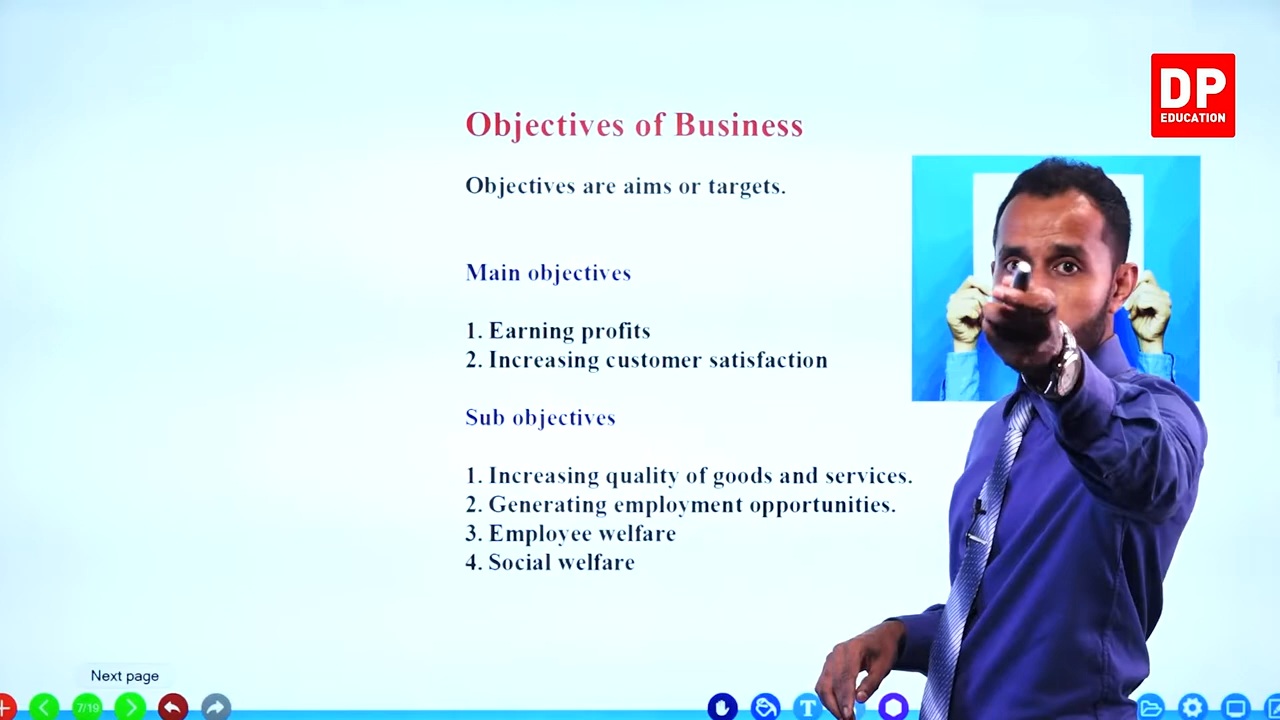 DP
EDUCATION
Objectives of Business
Objectives are aims or targets.
Main objectives
1. Earning profits
2. Increasing customer satisfaction
Sub objectives
1. Increasing quality of goods and services.
2. Generating employment opportunities.
3. Employee welfare
4. Social welfare
Next page
7/19
T